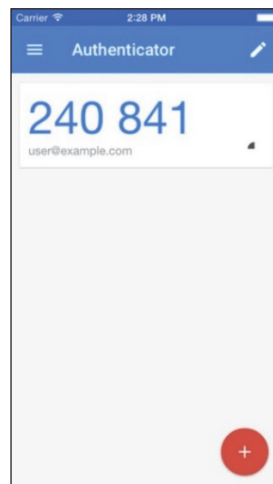 Carrier 2:28 PM
Authenticator
240 841
user@example.com
+